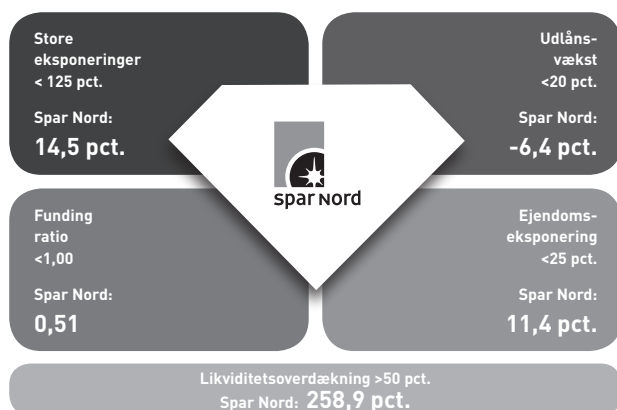 Store
eksponeringer
< 125 pct.
Spar Nord:
14,5 pct.
Udlåns-
vækst
<20 pct.
Spar Nord:
-6,4 pct.
spar nord
Funding
ratio
<1,00
Spar Nord:
0,51
Ejendoms-
eksponering
<25 pct.
Spar Nord:
11,4 pct.
Likviditetsoverdækning >50 pct.
Spar Nord: 258,9 pct.